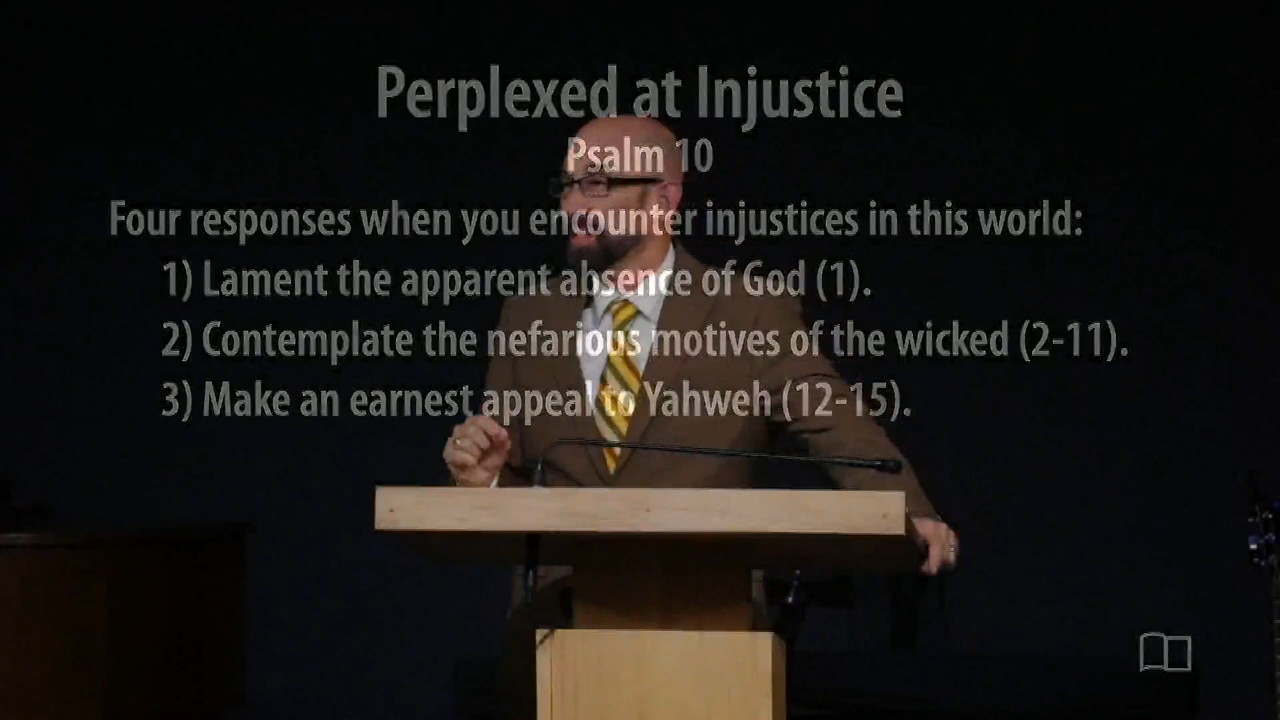 Perplexed at Injustice
Psalm 10
Four responses when you encounter injustices in this world:
1) Lament the apparent absence of God (1).
2) Contemplate the nefarious motives of the wicked (2-11).
3) Make an earnest appeal to Yahweh (12-15).